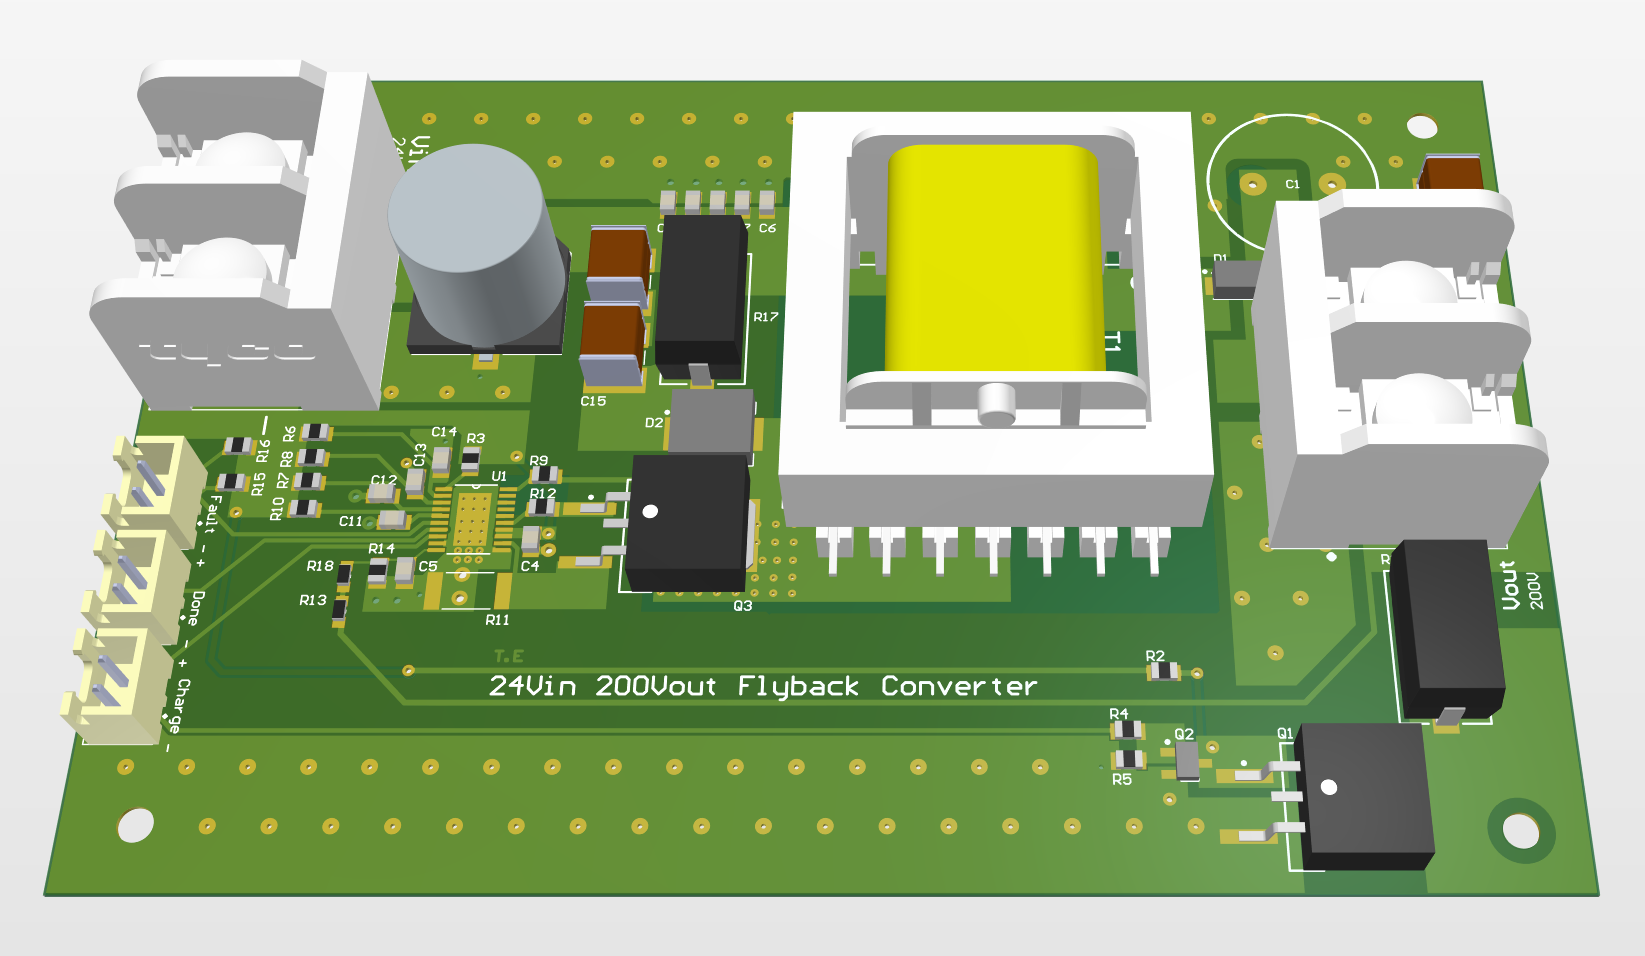 Vin
C1
C6
D1
R17
T1
C15
D2
R6
R16
C14
R3
R8
C13
R9
U1
R15
R7
C12
R12
R10
C11
Fault
- +
R14
R18
C5
C4
Vout
200V
R13
Q3
Done
- +
R11
T.E
R2
24Vin 200Vout Flyback Converter
Charge
- +
R4
Q2
Q1
R5